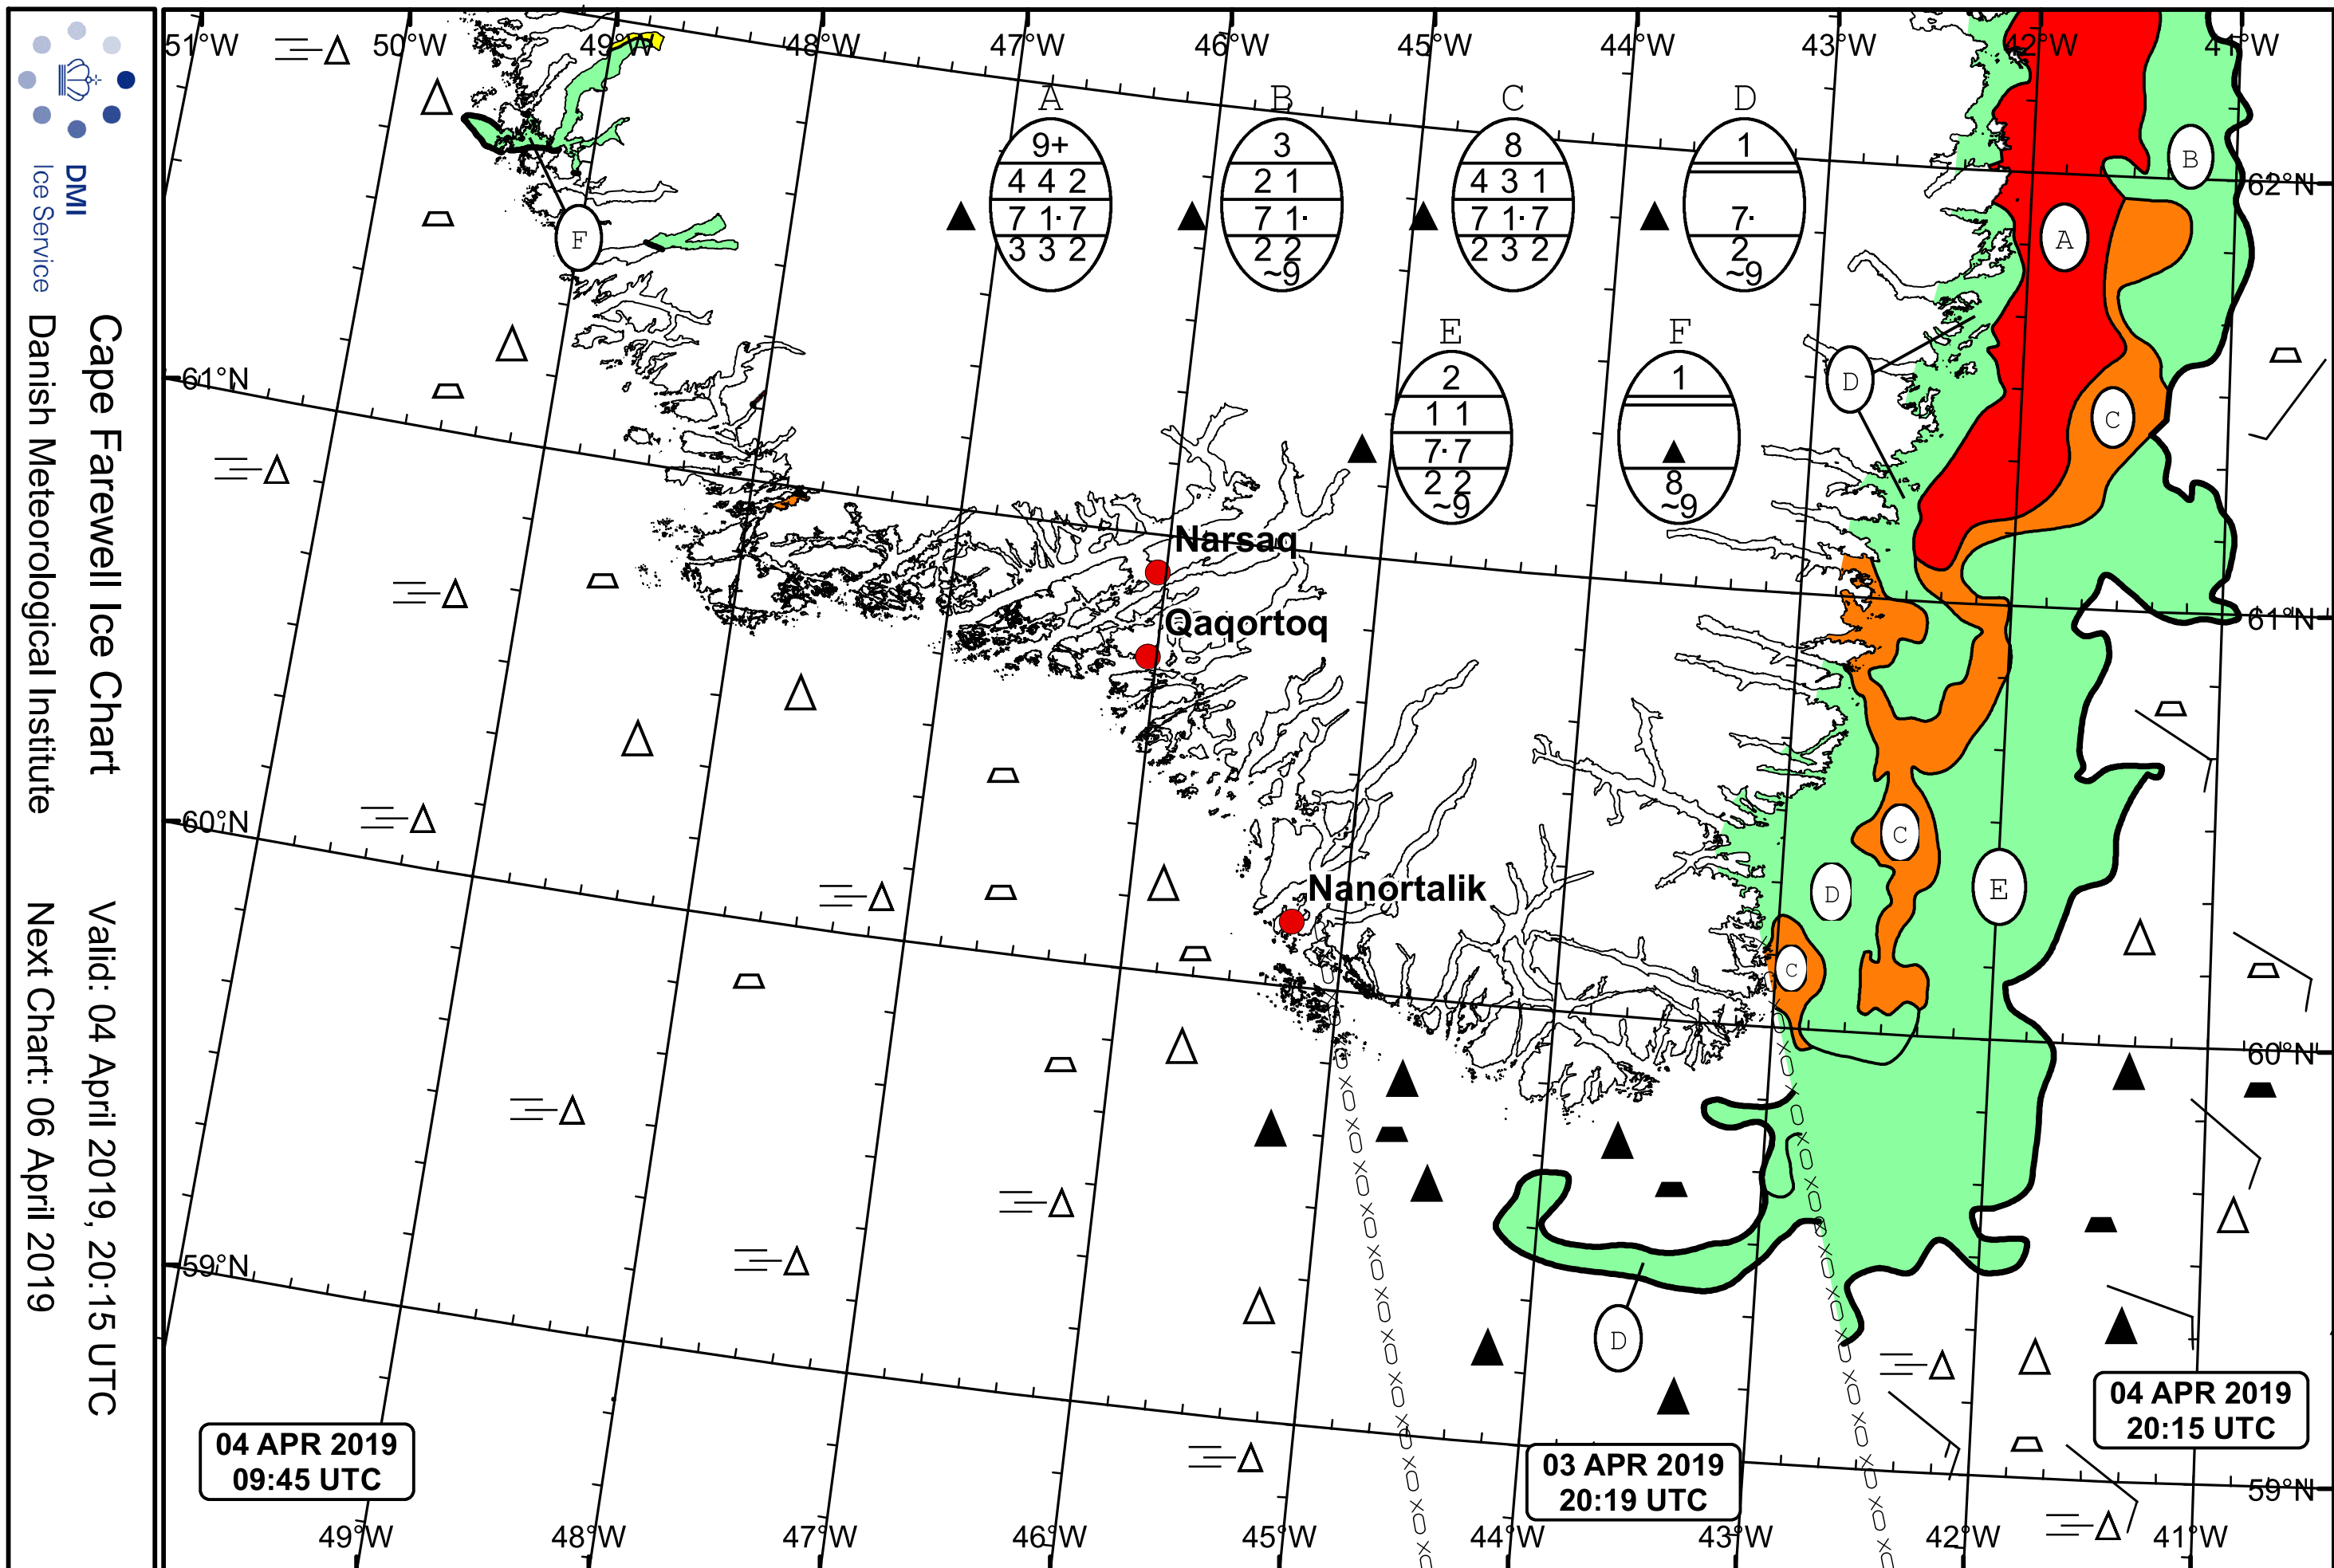 DMI
Ice Service
Cape Farewell Ice Chart
Danish Meteorological Institute
Valid: 04 April 2019, 20:15 UTC
Next Chart: 06 April 2019
51°W 50°W 49°W 48°W 47°W 46°W 45°W 44°W 43°W 42°W 41°W
A B C D
9+ 3 8 1
4 4 2 2 1 4 3 1
7 1· 7 7 1· 7 1· 7 7·
3 3 2 2 2 2 3 2 2
~9 ~9
E F
2 1
1 1
7· 7
2 2 8
~9 ~9
B
62°N
F
A
D
61°N
C
Narsaq
Qaqortoq
61°N
60°N
C
Nanortalik
D
E
C
60°N
59°N
D
04 APR 2019
20:15 UTC
04 APR 2019
09:45 UTC
03 APR 2019
20:19 UTC
59°N
49°W 48°W 47°W 46°W 45°W 44°W 43°W 42°W 41°W